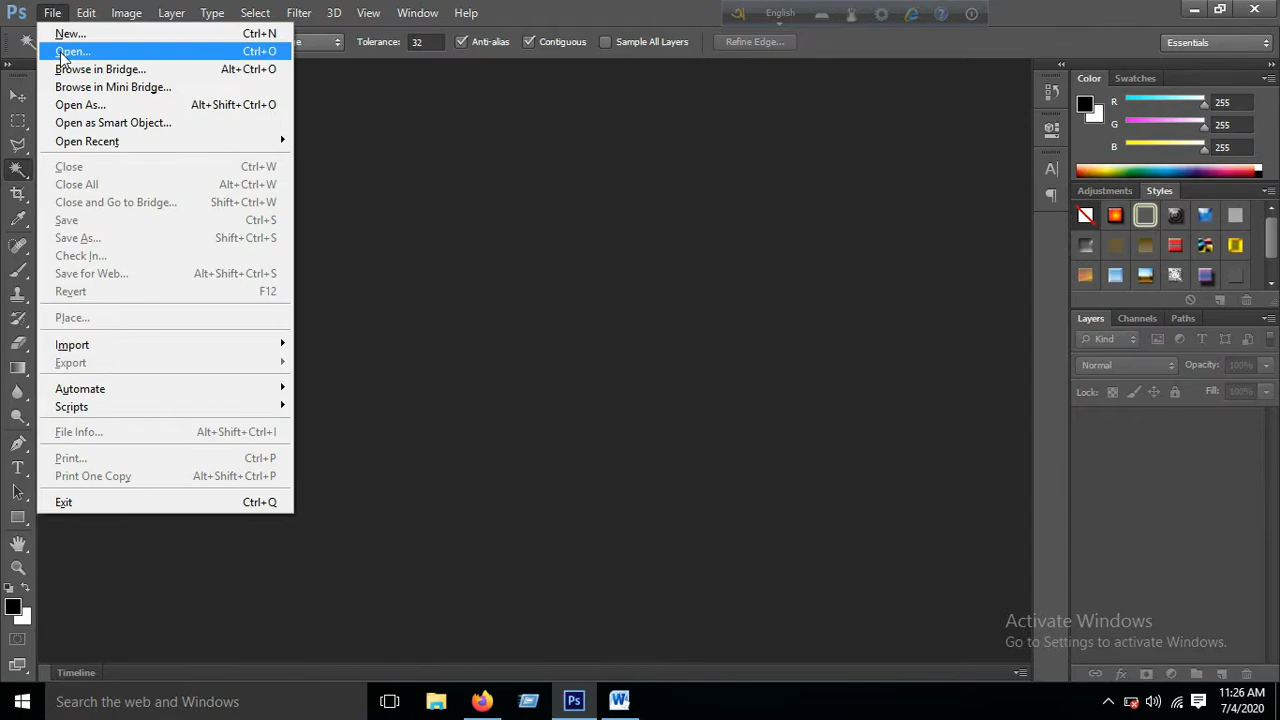 Ps File Edit Image Layer Type Select Filter 3D View Window Help
English
Tolerance: 32 Anti-alias Contiguous Sample All Layers Refine Edge... Essentials
New... Ctrl+N
Open... Ctrl+O
Browse in Bridge... Alt+Ctrl+O
Browse in Mini Bridge...
Open As... Alt+Shift+Ctrl+O
Open as Smart Object...
Open Recent
Close Ctrl+W
Close All Alt+Ctrl+W
Close and Go to Bridge... Shift+Ctrl+W
Save Ctrl+S
Save As... Shift+Ctrl+S
Check In...
Save for Web... Alt+Shift+Ctrl+S
Revert F12
Place...
Import
Export
Automate
Scripts
File Info... Alt+Shift+Ctrl+I
Print... Ctrl+P
Print One Copy Alt+Shift+Ctrl+P
Exit Ctrl+Q
Color Swatches
R 255
G 255
B 255
Adjustments Styles
Layers Channels Paths
Kind
Normal Opacity: 100%
Lock: Fill: 100%
Activate Windows
Go to Settings to activate Windows.
Timeline
Search the web and Windows
11:26 AM
7/4/2020